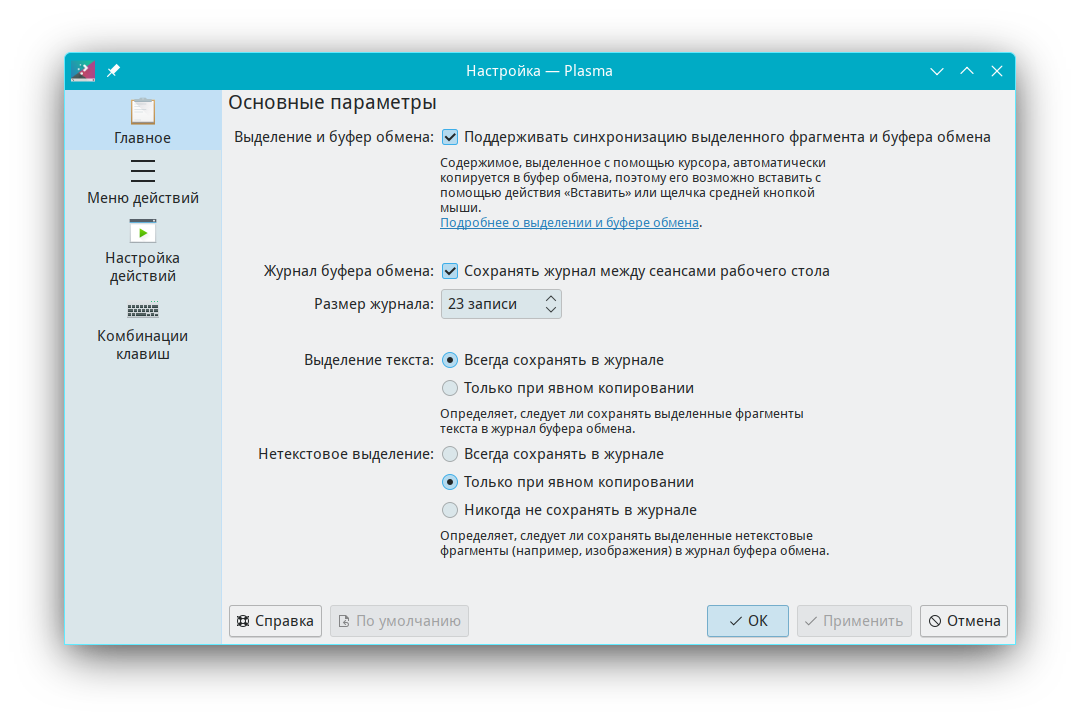 Настройка — Plasma
Главное
Меню действий
Настройка
действий
Комбинации
клавиш
Основные параметры
Выделение и буфер обмена: Поддерживать синхронизацию выделенного фрагмента и буфера обмена
Содержимое, выделенное с помощью курсора, автоматически
копируется в буфер обмена, поэтому его возможно вставить с
помощью действия «Вставить» или щелчка средней кнопкой
мыши.
Подробнее о выделении и буфере обмена.
Журнал буфера обмена: Сохранять журнал между сеансами рабочего стола
Размер журнала: 23 записи
Выделение текста: Всегда сохранять в журнале
Только при явном копировании
Определяет, следует ли сохранять выделенные фрагменты
текста в журнал буфера обмена.
Нетекстовое выделение: Всегда сохранять в журнале
Только при явном копировании
Никогда не сохранять в журнале
Определяет, следует ли сохранять выделенные нетекстовые
фрагменты (например, изображения) в журнал буфера обмена.
Справка По умолчанию ОК Применить Отмена